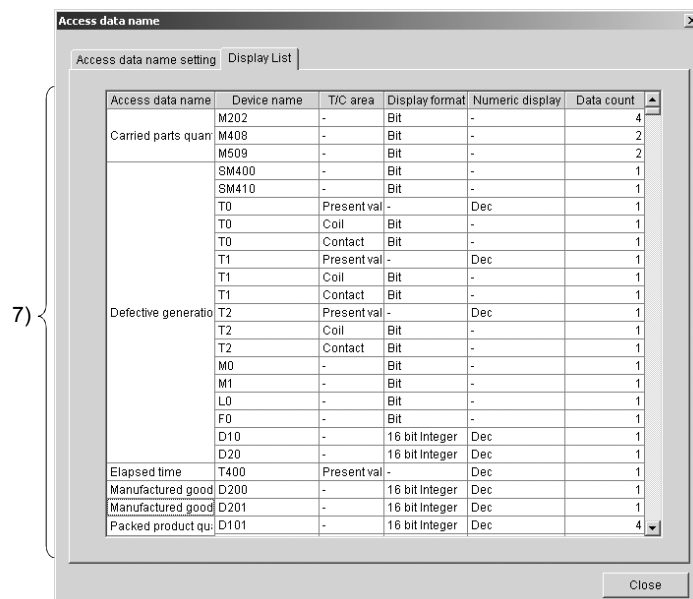 Access data name
Access data name setting Display List
Access data name Device name T/C area Display format Numeric display Data count
M202 - Bit - 4
Carried parts quan M408 - Bit - 2
M509 - Bit - 2
SM400 - Bit - 1
SM410 - Bit - 1
T0 Present val - Dec 1
T0 Coil Bit - 1
T0 Contact Bit - 1
T1 Present val - Dec 1
T1 Coil Bit - 1
T1 Contact Bit - 1
7) Defective generatio T2 Present val - Dec 1
T2 Coil Bit - 1
T2 Contact Bit - 1
M0 - Bit - 1
M1 - Bit - 1
L0 - Bit - 1
F0 - Bit - 1
D10 - 16 bit Integer Dec 1
D20 - 16 bit Integer Dec 1
Elapsed time T400 Present val - Dec 1
Manufactured good D200 - 16 bit Integer Dec 1
Manufactured good D201 - 16 bit Integer Dec 1
Packed product qu D101 - 16 bit Integer Dec 4
Close